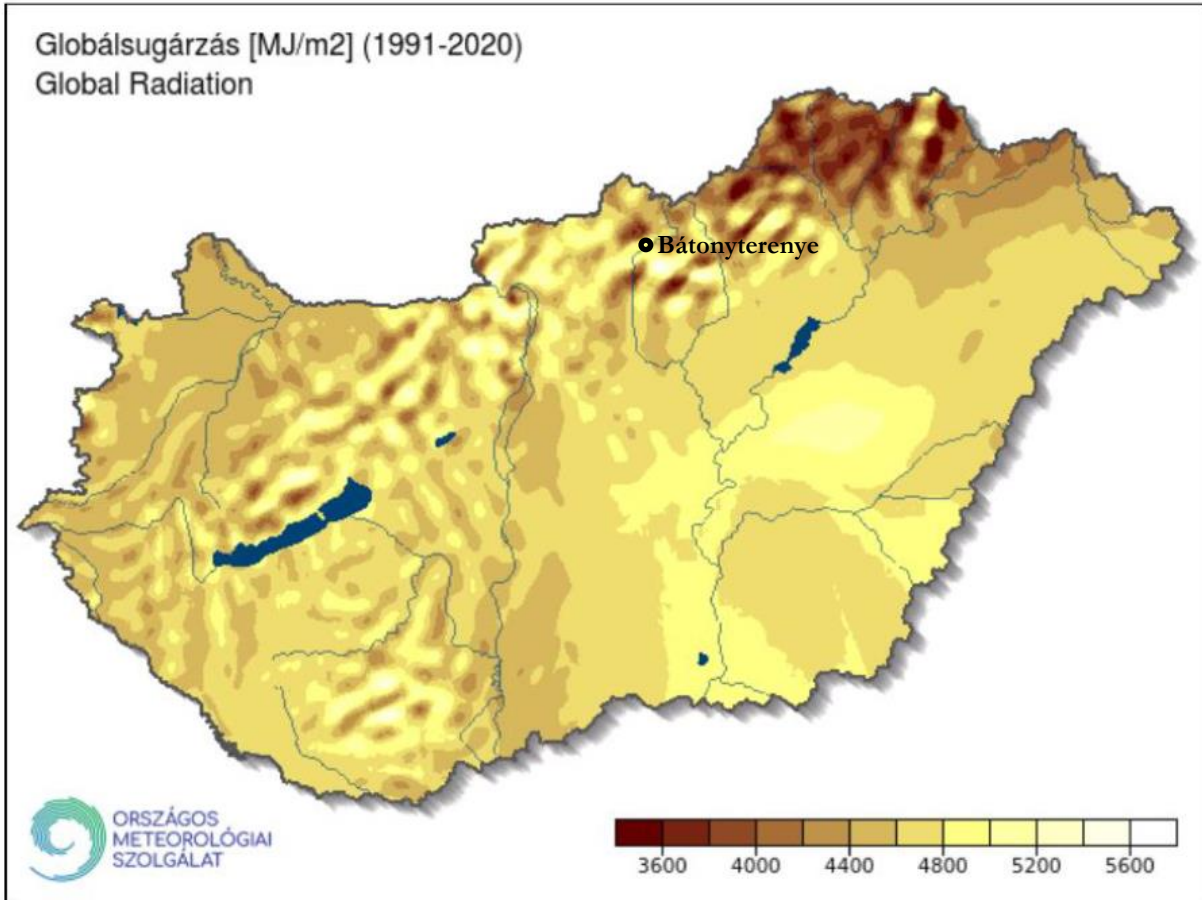 Globálsugárzás [MJ/m2] (1991-2020)
Global Radiation
Bátonyterenye
ORSZÁGOS
METEOROLÓGIAI
SZOLGÁLAT
3600 4000 4400 4800 5200 5600